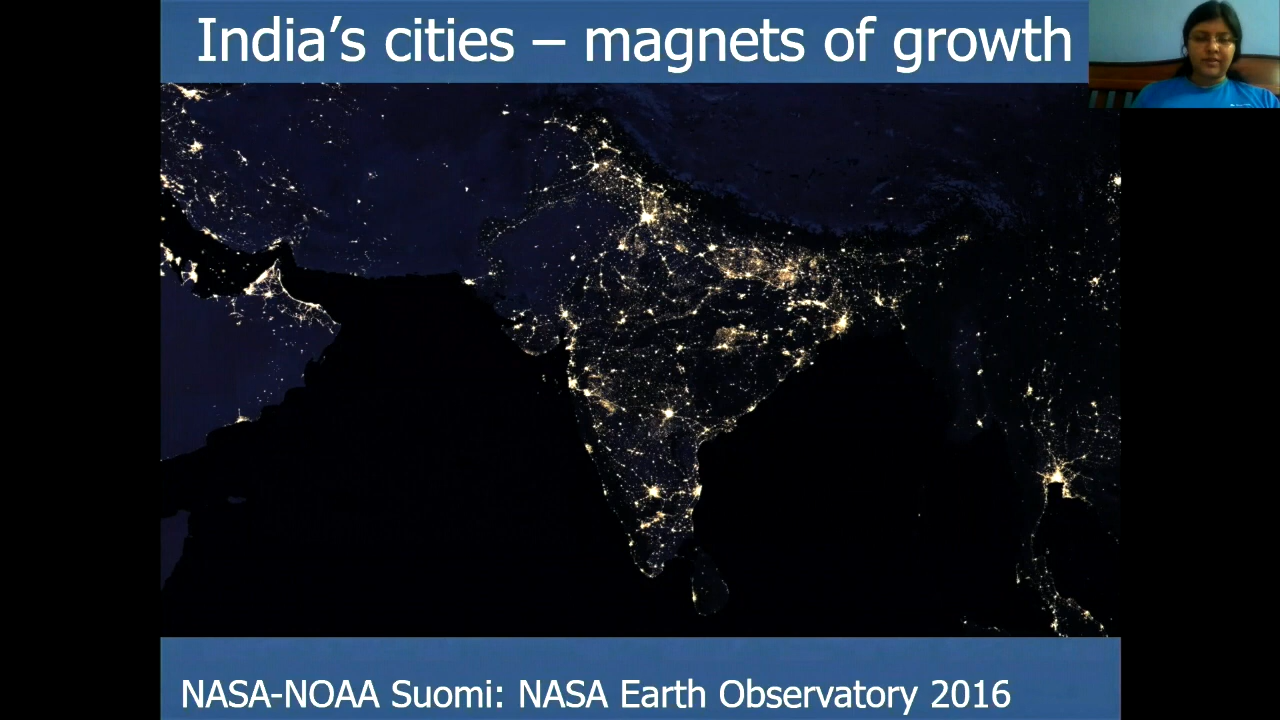 India’s cities – magnets of growth
NASA-NOAA Suomi: NASA Earth Observatory 2016